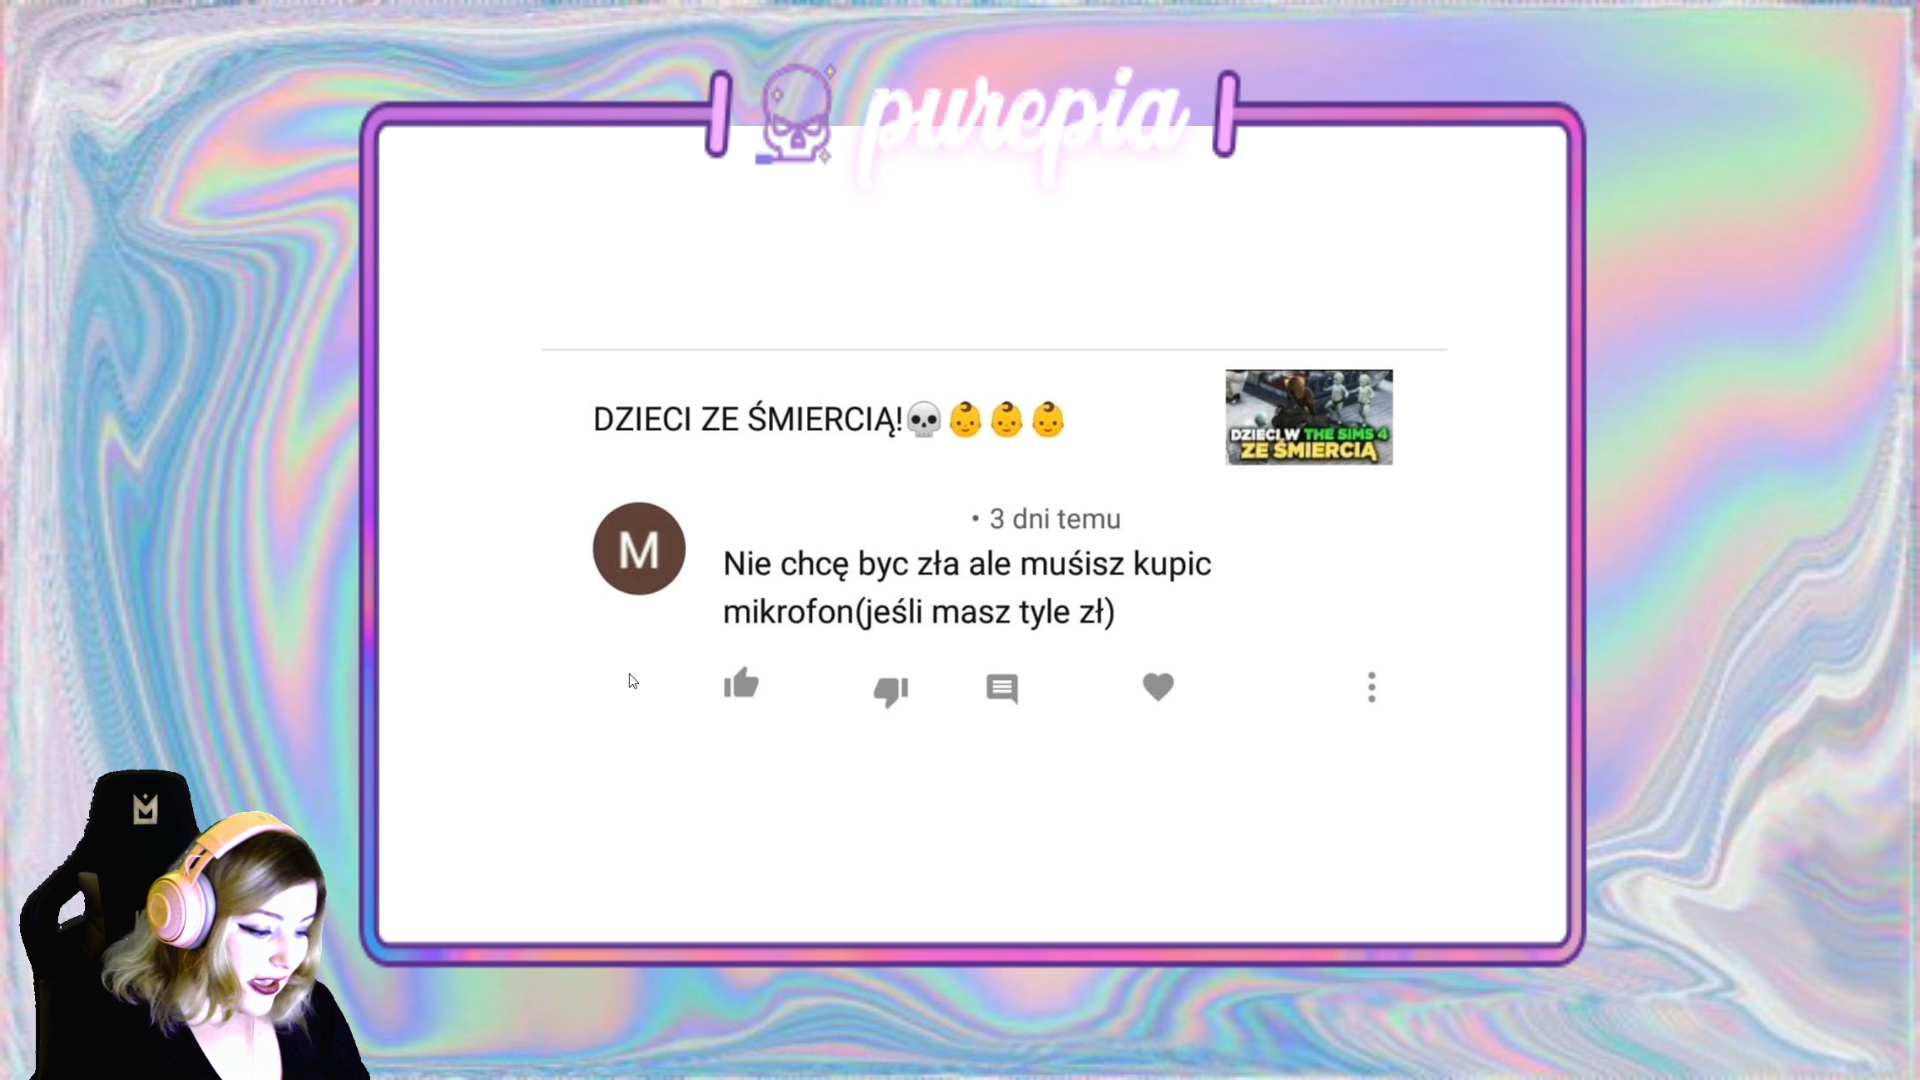 purepia
DZIECI ZE ŚMIERCIĄ!💀👶👶👶
DZIECI W THE SIMS 4
ZE ŚMIERCIĄ
M
• 3 dni temu
Nie chcę byc zła ale muśisz kupic
mikrofon(jeśli masz tyle zł)